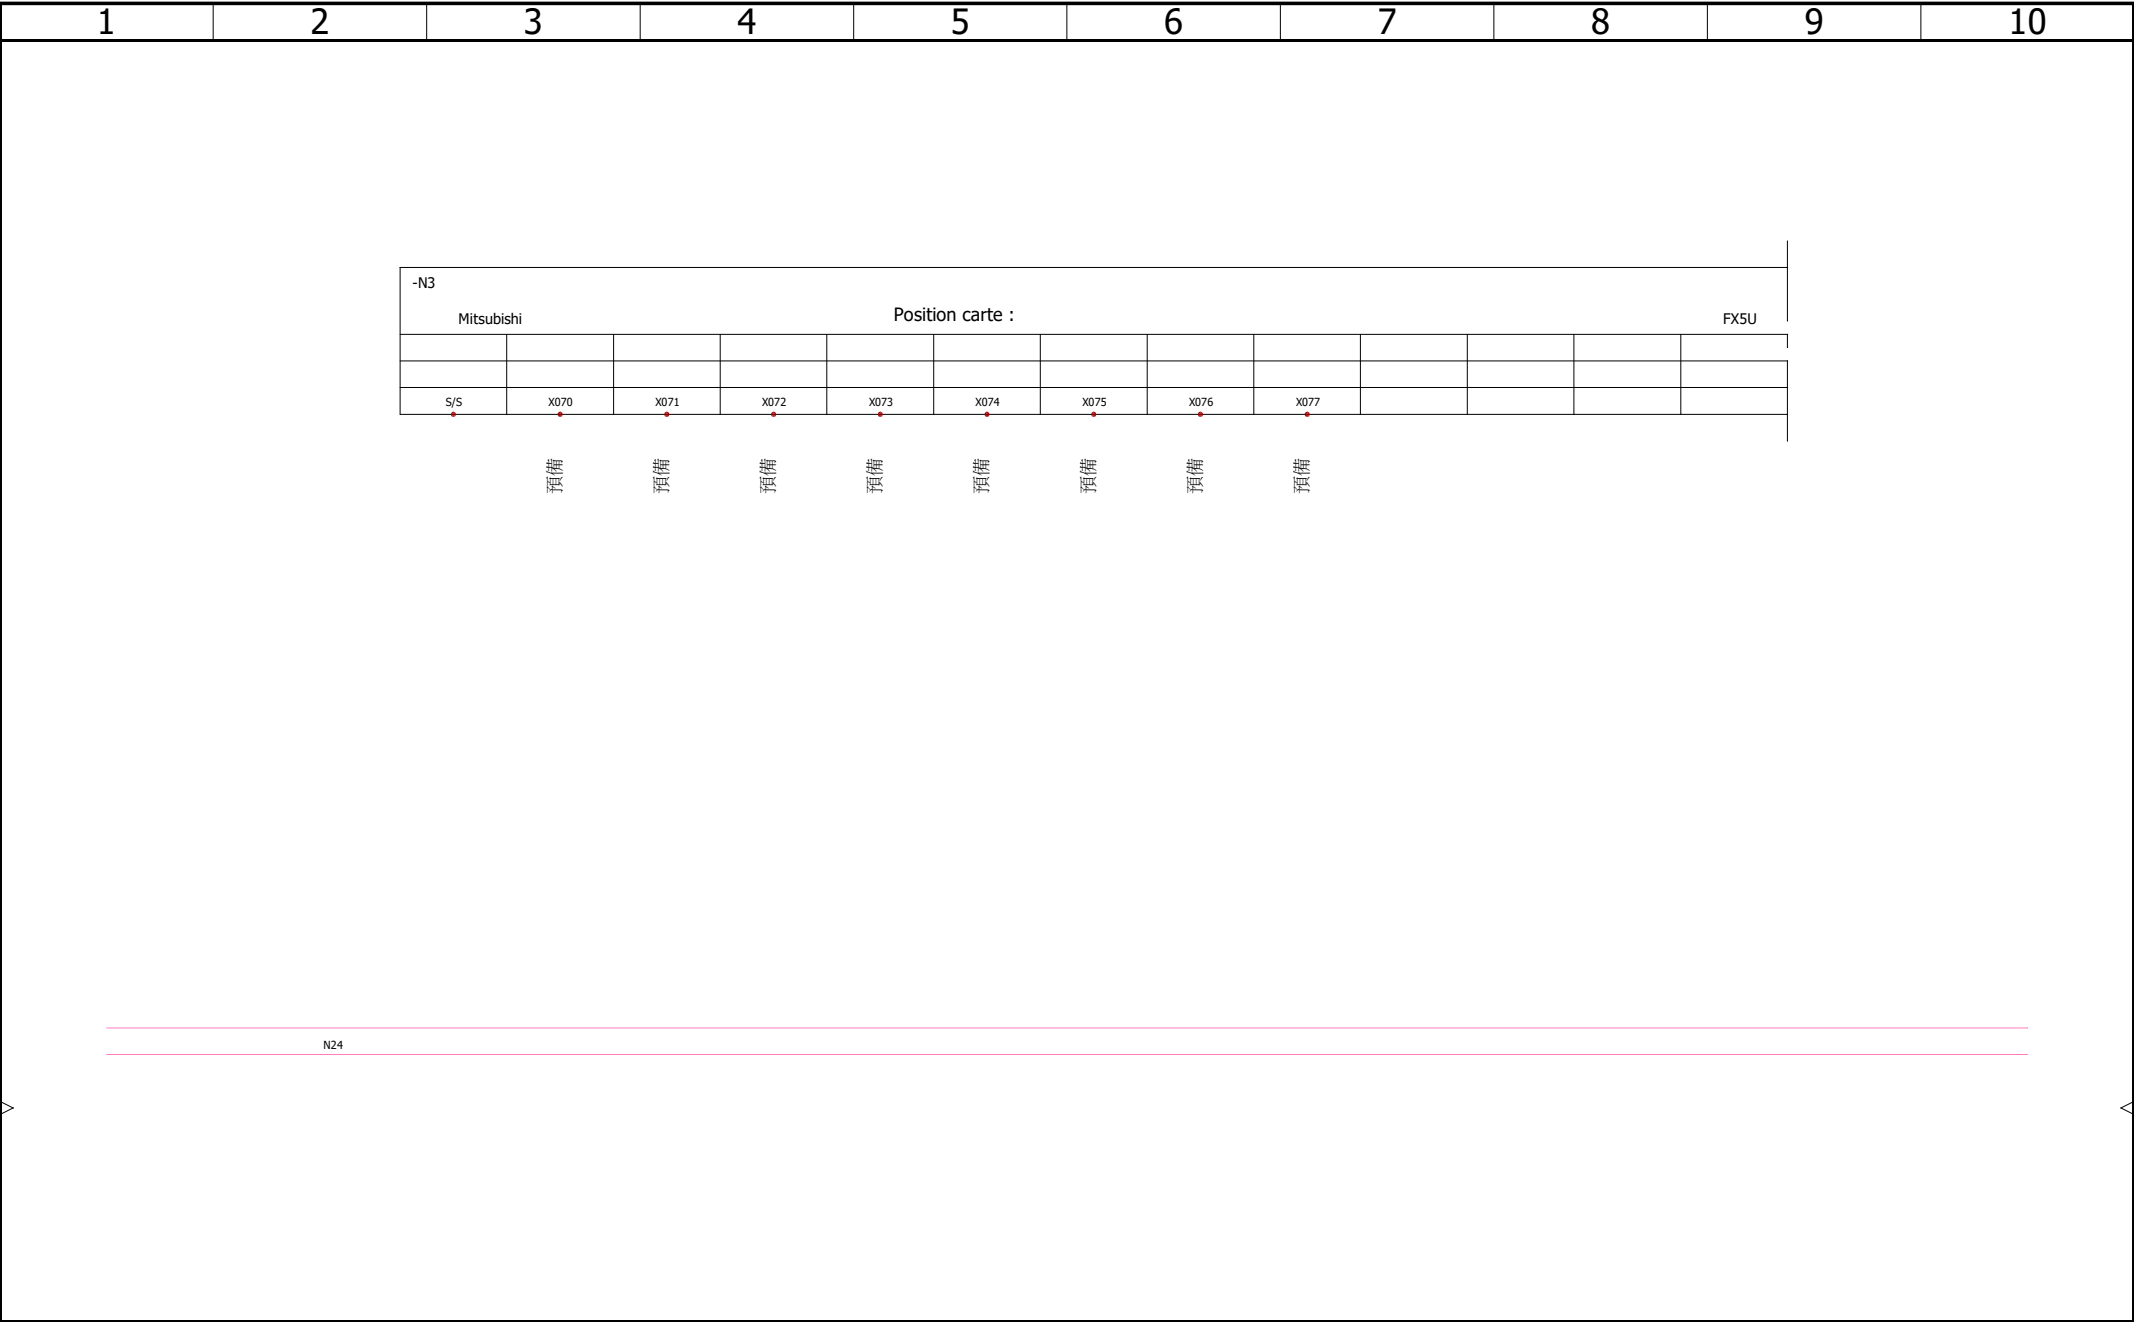 1 2 3 4 5 6 7 8 9 10
-N3
Mitsubishi Position carte : FX5U
S/S X070 X071 X072 X073 X074 X075 X076 X077
預備 預備 預備 預備 預備 預備 預備 預備
N24